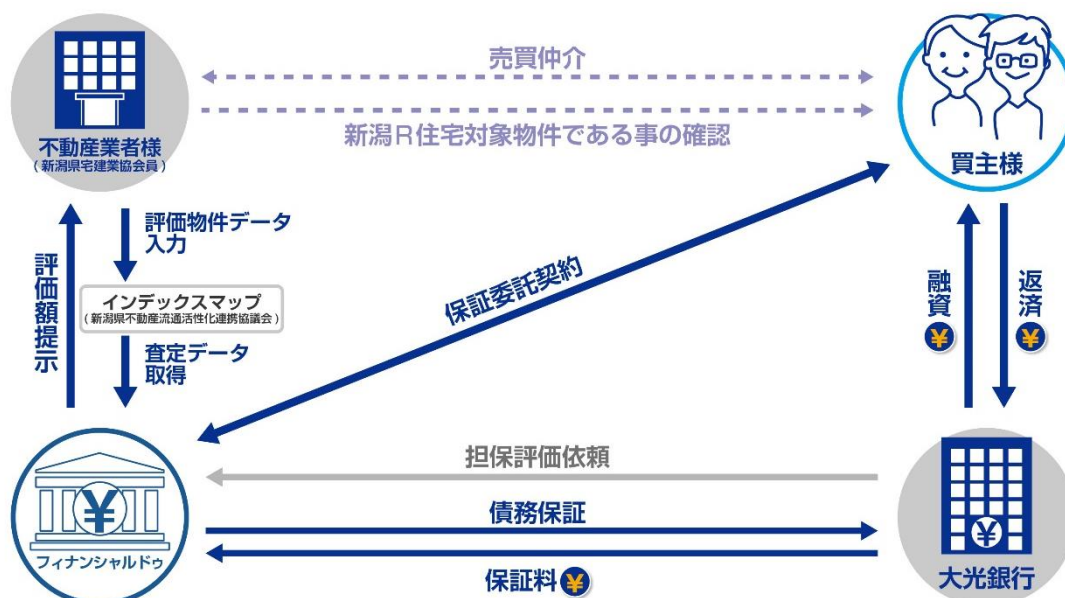 売買仲介
新潟R住宅対象物件である事の確認
不動産業者様
(新潟県宅建業協会員)
買主様
評価額提示
評価物件データ
入力
インデックスマップ
(新潟県不動産流通活性化連携協議会)
査定データ
取得
保証委託契約
融資
¥
返済
¥
担保評価依頼
債務保証
保証料 ¥
¥
フィナンシャルドゥ
¥
大光銀行